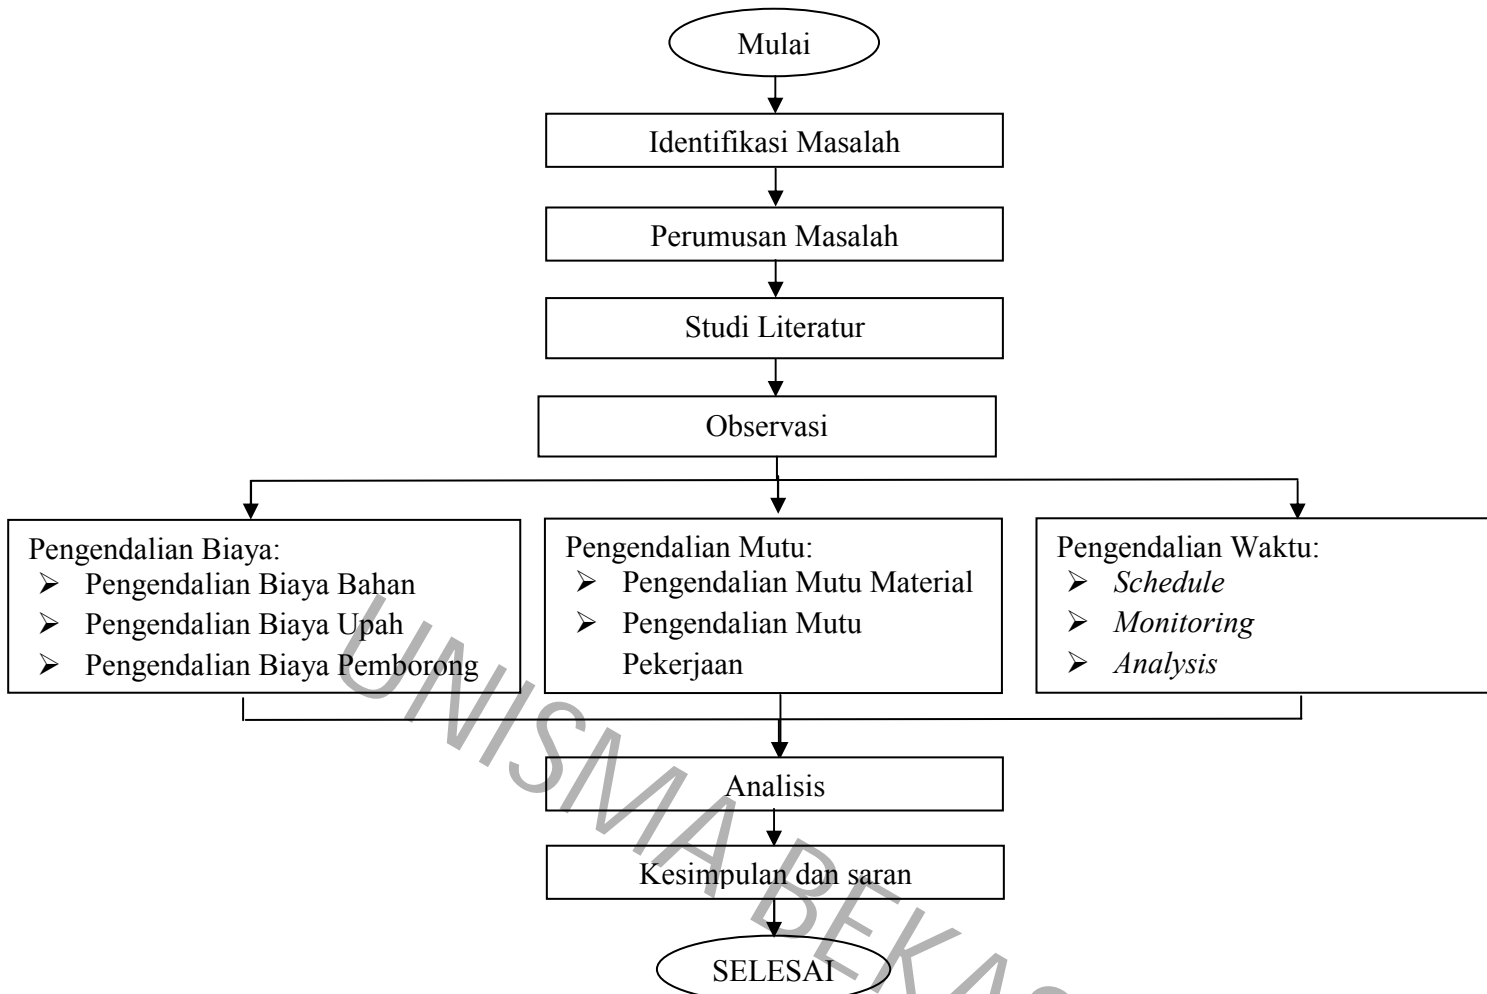 Mulai
Identifikasi Masalah
Perumusan Masalah
Studi Literatur
Observasi
Pengendalian Biaya:
➢ Pengendalian Biaya Bahan
➢ Pengendalian Biaya Upah
➢ Pengendalian Biaya Pemborong
Pengendalian Mutu:
➢ Pengendalian Mutu Material
➢ Pengendalian Mutu
Pekerjaan
Pengendalian Waktu:
➢ Schedule
➢ Monitoring
➢ Analysis
Analisis
Kesimpulan dan saran
SELESAI
UNISMA BEKAS